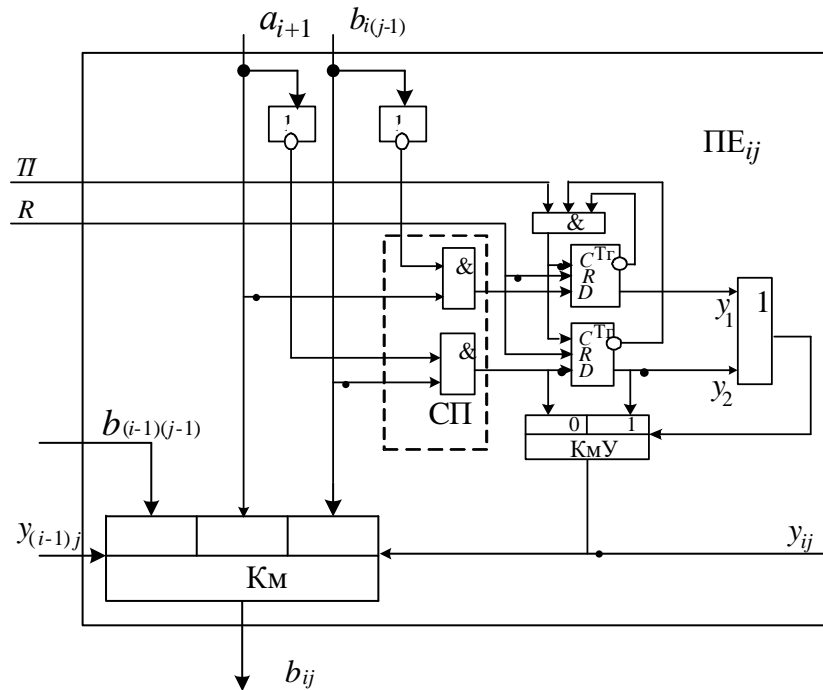 a_{i+1} b_{i(j-1)}
1 1
ПЕ_{ij}
TI
R
&
& C Тг
R
D
y_1 1
& C Тг
R
D
y_2
СП
b_{(i-1)(j-1)}
0 1
КмУ
y_{(i-1)j} y_{ij}
Км
b_{ij}